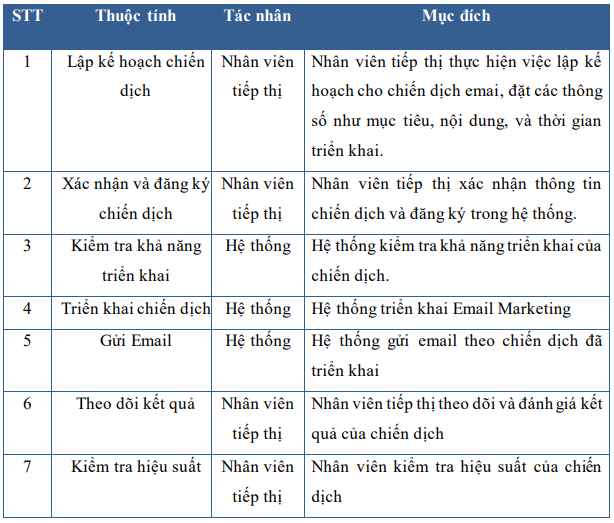 STT Thuộc tính Tác nhân Mục đích
1 Lập kế hoạch chiến Nhân viên Nhân viên tiếp thị thực hiện việc lập kế
dịch tiếp thị hoạch cho chiến dịch emai, đặt các thông
số như mục tiêu, nội dung, và thời gian
triển khai.
2 Xác nhận và đăng ký Nhân viên Nhân viên tiếp thị xác nhận thông tin
chiến dịch tiếp thị chiến dịch và đăng ký trong hệ thống.
3 Kiểm tra khả năng Hệ thống Hệ thống kiểm tra khả năng triển khai của
triển khai chiến dịch.
4 Triển khai chiến dịch Hệ thống Hệ thống triển khai Email Marketing
5 Gửi Email Hệ thống Hệ thống gửi email theo chiến dịch đã
triển khai
6 Theo dõi kết quả Nhân viên Nhân viên tiếp thị theo dõi và đánh giá kết
tiếp thị quả của chiến dịch
7 Kiểm tra hiệu suất Nhân viên Nhân viên kiểm tra hiệu suất của chiến
tiếp thị dịch